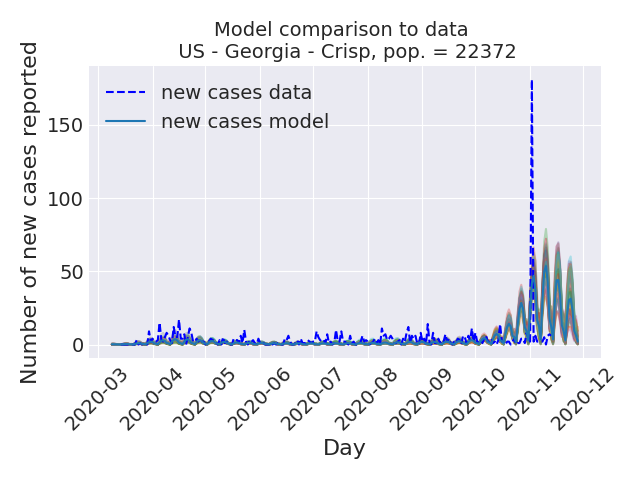 Model comparison to data
US - Georgia - Crisp, pop. = 22372
Number of new cases reported
new cases data
new cases model
150
100
50
0
2020-03
2020-04
2020-05
2020-06
2020-07
2020-08
2020-09
2020-10
2020-11
2020-12
Day